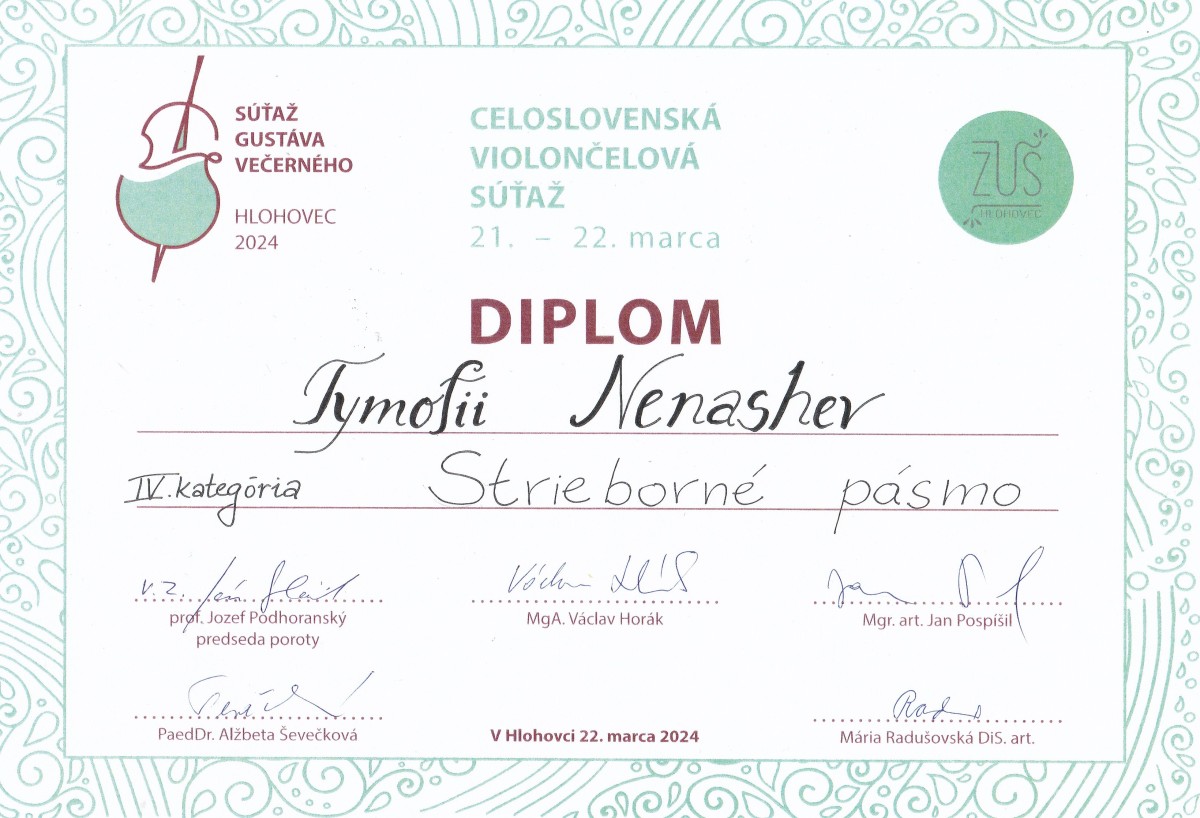 SÚŤAŽ
GUSTÁVA
VEČERNÉHO
HLOHOVEC
2024
CELOSLOVENSKÁ
VIOLONČELOVÁ
SÚŤAŽ
21. – 22. marca
ZUŠ
HLOHOVEC
DIPLOM
Tymofii Nenashev
IV. kategória Strieborné pásmo
v. z.
prof. Jozef Podhoranský
predseda poroty
Václav
MgA. Václav Horák
Jan
Mgr. art. Jan Pospíšil
PaedDr. Alžbeta Ševečková
V Hlohovci 22. marca 2024
Mária Radušovská DiS. art.